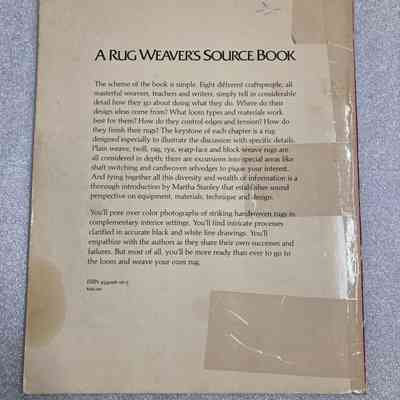 A RUG WEAVER'S SOURCE BOOK
The scheme of the book is simple. Eight different craftspeople, all
masterful weavers, teachers and writers, simply tell in considerable
detail how they go about doing what they do. Where do their
design ideas come from? What loom types and materials work
best for them? How do they control edges and tension? How do
they finish their rugs? The keystone of each chapter is a rug
designed especially to illustrate the discussion with specific details.
Plain weave, twill, rag, rya, warp-face and block weave rugs are
all considered in depth; there are excursions into special areas like
shaft switching and cardwoven selvedges to pique your interest.
And tying together all this diversity and wealth of information is a
thorough introduction by Martha Stanley that establishes sound
perspective on equipment, materials, technique and design.
You'll pore over color photographs of striking handwoven rugs in
complementary interior settings. You'll find intricate processes
clarified in accurate black and white line drawings. You'll
empathize with the authors as they share their own successes and
failures. But most of all, you'll be more ready than ever to go to
the loom and weave your own rug.
ISBN